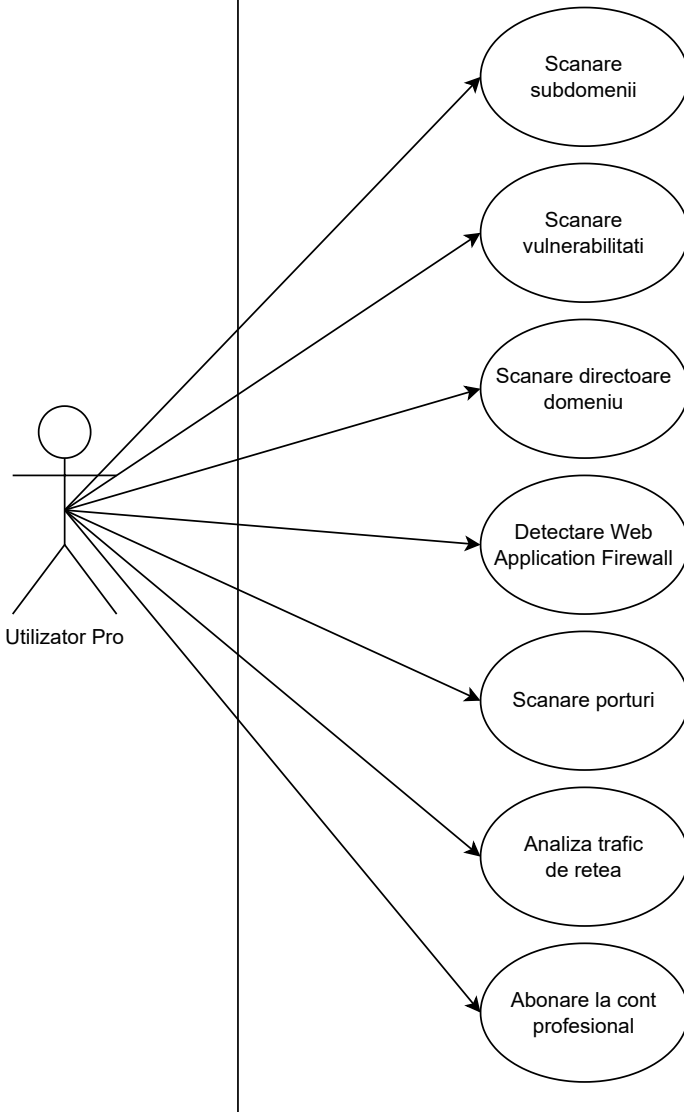 Scanare
subdomenii
Scanare
vulnerabilitati
Scanare directoare
domeniu
Detectare Web
Application Firewall
Utilizator Pro
Scanare porturi
Analiza trafic
de retea
Abonare la cont
profesional